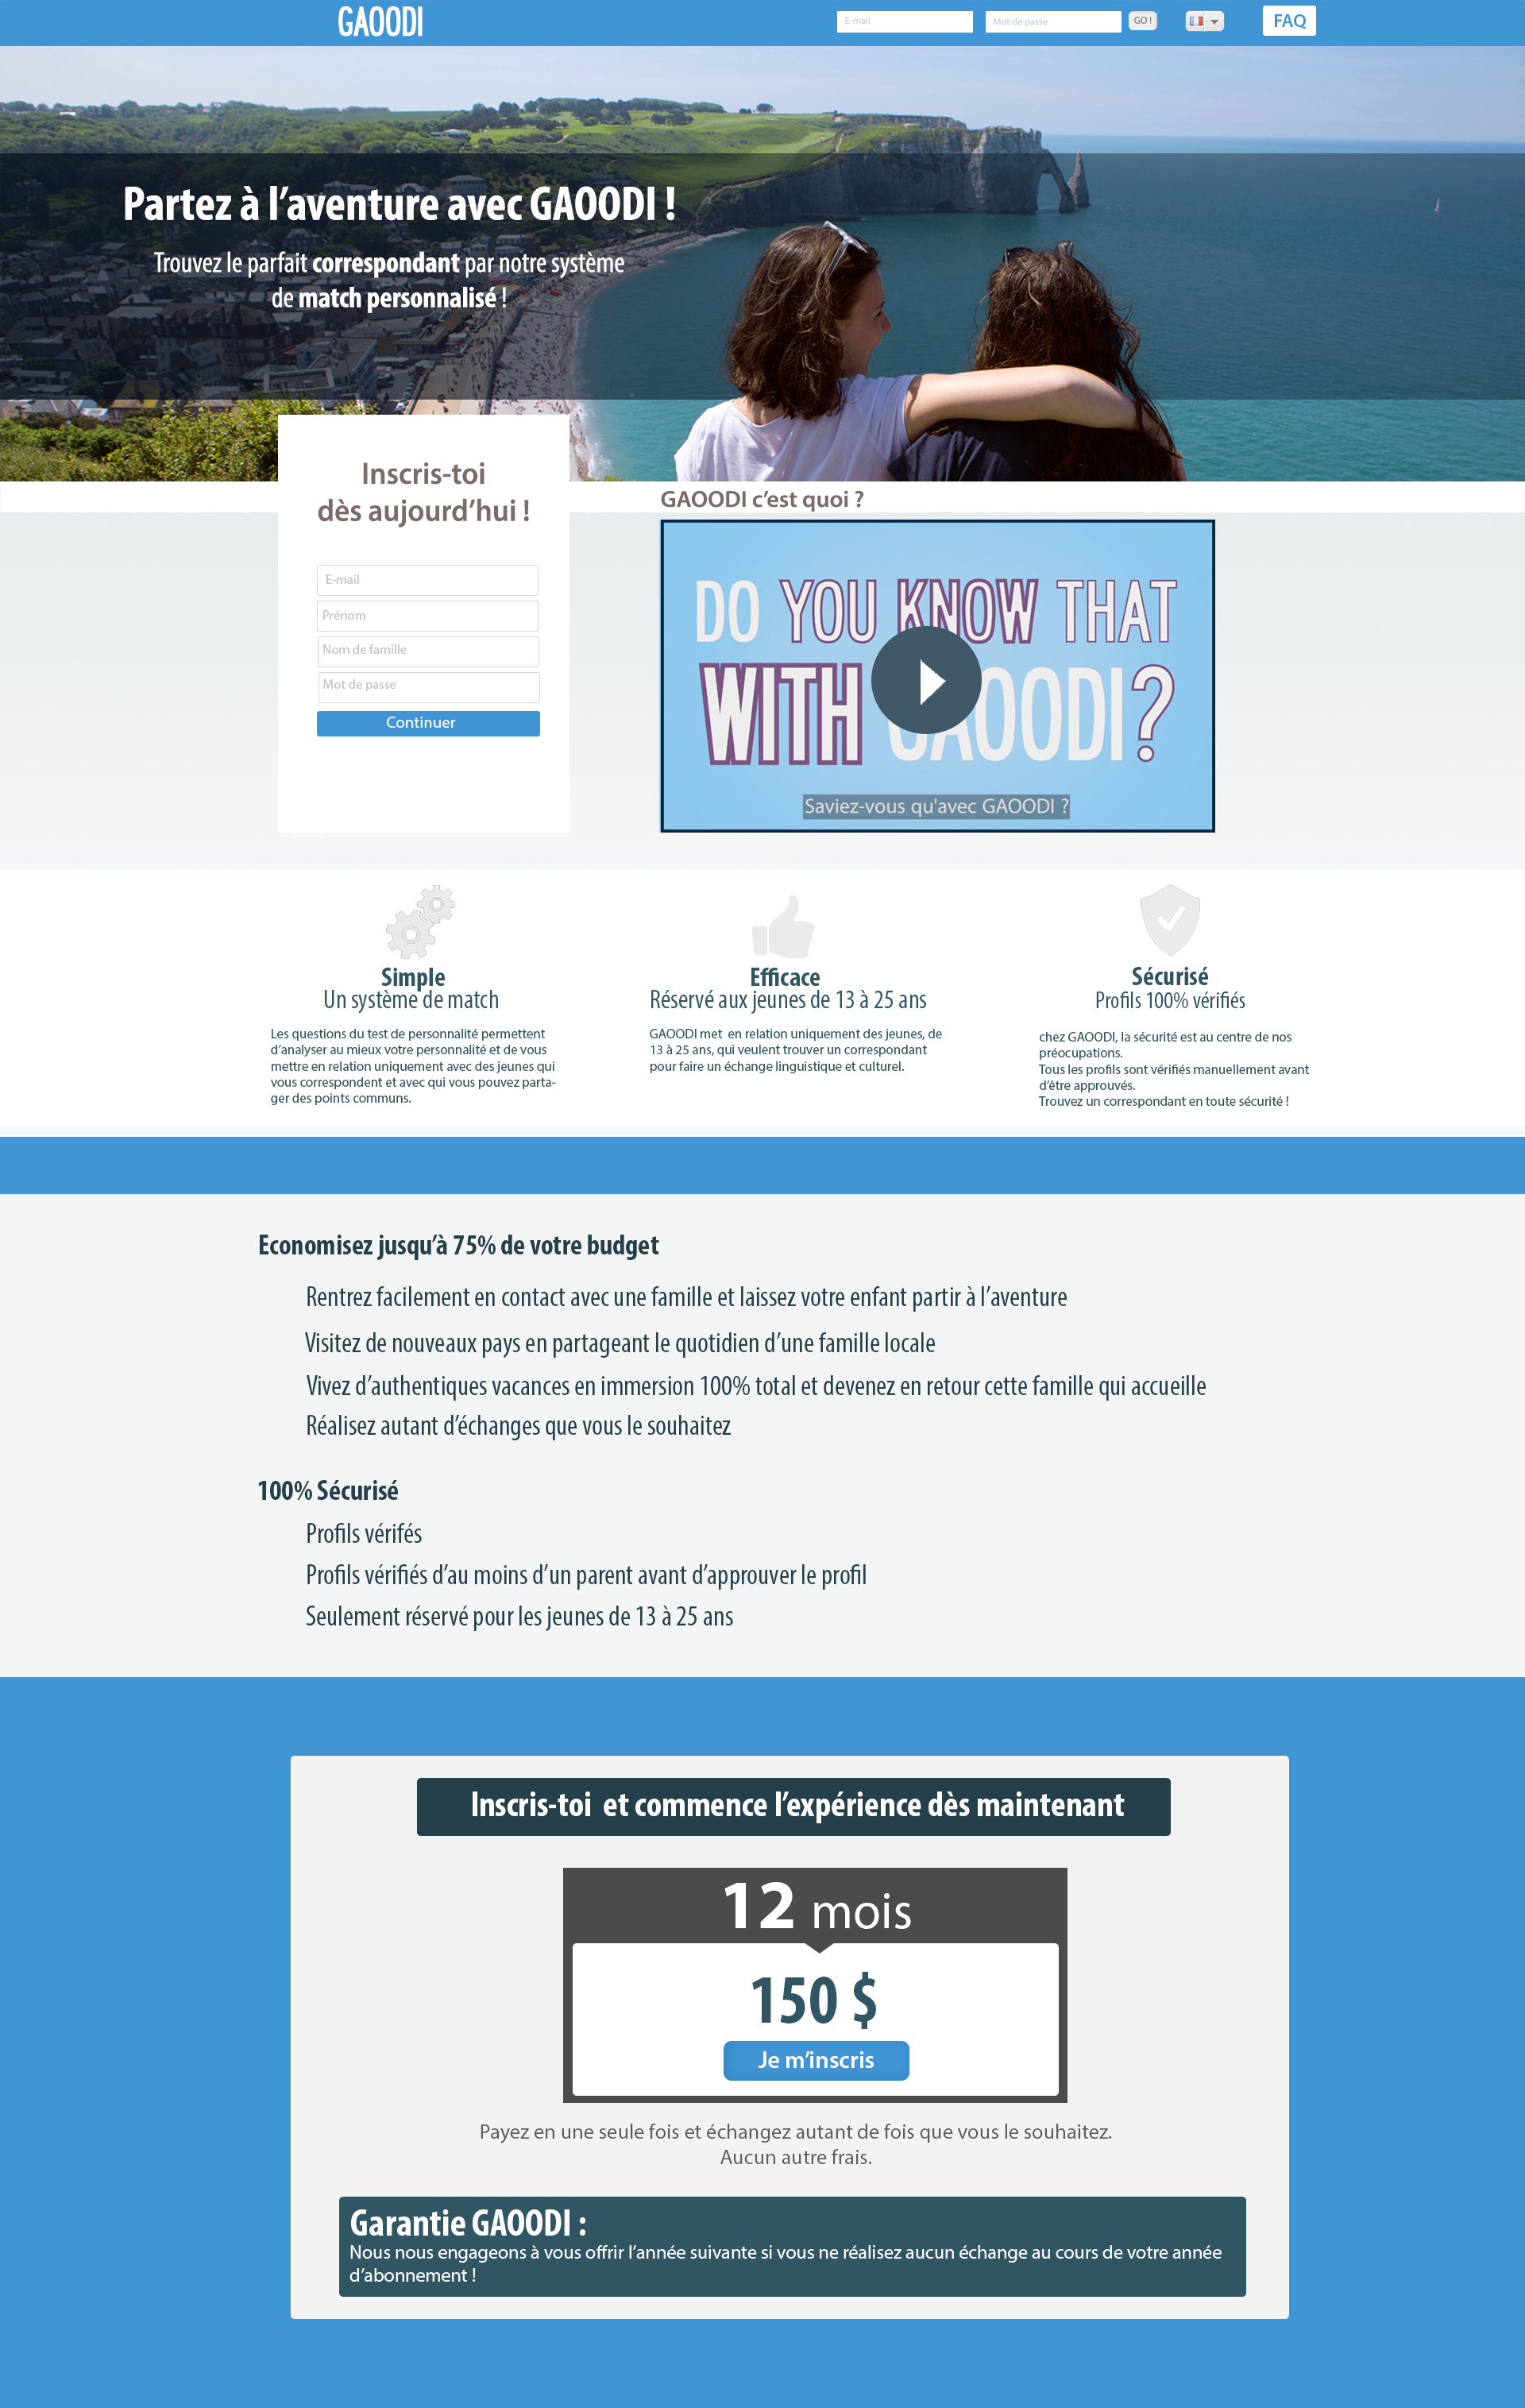 GAOODI
E-mail
Mot de passe
GO !
FAQ
Partez à l’aventure avec GAOODI !
Trouvez le parfait correspondant par notre système
de match personnalisé !
Inscris-toi
dès aujourd’hui !
E-mail
Prénom
Nom de famille
Mot de passe
Continuer
GAOODI c’est quoi ?
DO YOU KNOW THAT
WITH GAOODI?
Saviez-vous qu'avec GAOODI ?
Simple
Un système de match
Les questions du test de personnalité permettent
d’analyser au mieux votre personnalité et de vous
mettre en relation uniquement avec des jeunes qui
vous correspondent et avec qui vous pouvez parta-
ger des points communs.
Efficace
Réservé aux jeunes de 13 à 25 ans
GAOODI met  en relation uniquement des jeunes, de
13 à 25 ans, qui veulent trouver un correspondant
pour faire un échange linguistique et culturel.
Sécurisé
Profils 100% vérifiés
chez GAOODI, la sécurité est au centre de nos
préocupations.
Tous les profils sont vérifiés manuellement avant
d’être approuvés.
Trouvez un correspondant en toute sécurité !
Economisez jusqu’à 75% de votre budget
Rentrez facilement en contact avec une famille et laissez votre enfant partir à l’aventure
Visitez de nouveaux pays en partageant le quotidien d’une famille locale
Vivez d’authentiques vacances en immersion 100% total et devenez en retour cette famille qui accueille
Réalisez autant d’échanges que vous le souhaitez
100% Sécurisé
Profils vérifés
Profils vérifiés d’au moins d’un parent avant d’approuver le profil
Seulement réservé pour les jeunes de 13 à 25 ans
Inscris-toi  et commence l’expérience dès maintenant
12 mois
150 $
Je m’inscris
Payez en une seule fois et échangez autant de fois que vous le souhaitez.
Aucun autre frais.
Garantie GAOODI :
Nous nous engageons à vous offrir l’année suivante si vous ne réalisez aucun échange au cours de votre année
d’abonnement !